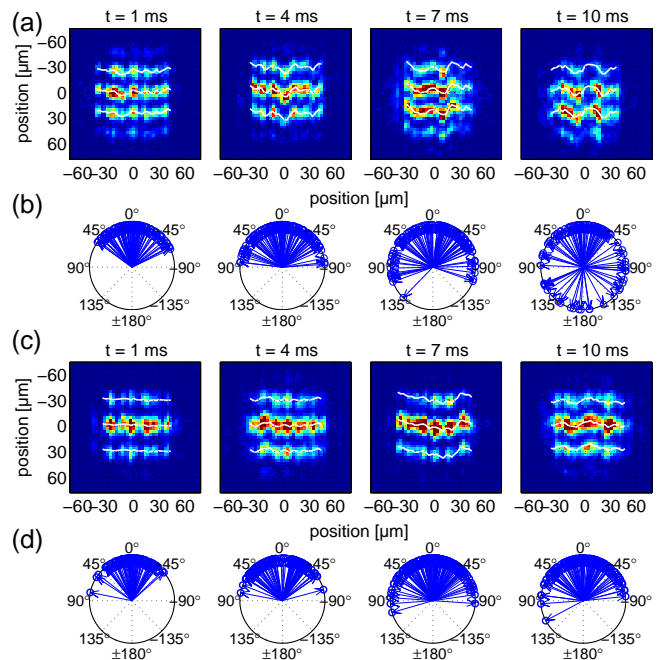 (a)
t = 1 ms t = 4 ms t = 7 ms t = 10 ms
position [µm]
−60
−30
0
30
60
−60 −30 0 30 60 −60 −30 0 30 60 −60 −30 0 30 60 −60 −30 0 30 60
position [µm]
(b)
0° 0° 0° 0°
45° −45° 45° −45° 45° −45° 45° −45°
90° −90° 90° −90° 90° −90° 90° −90°
135° −135° 135° −135° 135° −135° 135° −135°
±180° ±180° ±180° ±180°
(c)
t = 1 ms t = 4 ms t = 7 ms t = 10 ms
position [µm]
−60
−30
0
30
60
−60 −30 0 30 60 −60 −30 0 30 60 −60 −30 0 30 60 −60 −30 0 30 60
position [µm]
(d)
0° 0° 0° 0°
45° −45° 45° −45° 45° −45° 45° −45°
90° −90° 90° −90° 90° −90° 90° −90°
135° −135° 135° −135° 135° −135° 135° −135°
±180° ±180° ±180° ±180°